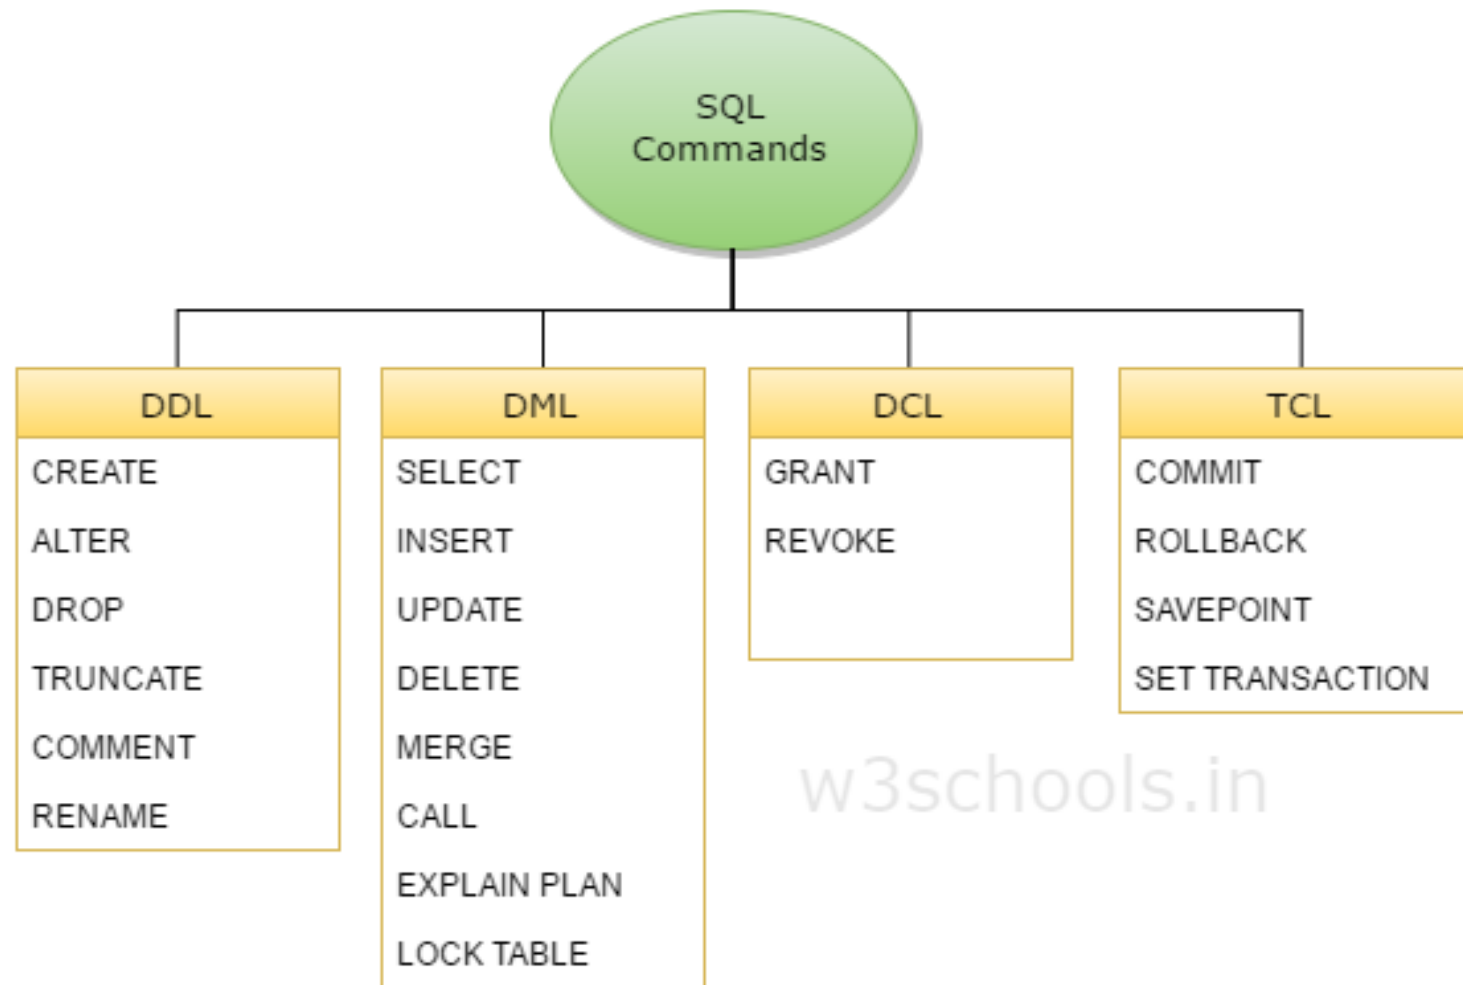 SQL
Commands
DDL
CREATE
ALTER
DROP
TRUNCATE
COMMENT
RENAME
DML
SELECT
INSERT
UPDATE
DELETE
MERGE
CALL
EXPLAIN PLAN
LOCK TABLE
DCL
GRANT
REVOKE
TCL
COMMIT
ROLLBACK
SAVEPOINT
SET TRANSACTION
w3schools.in